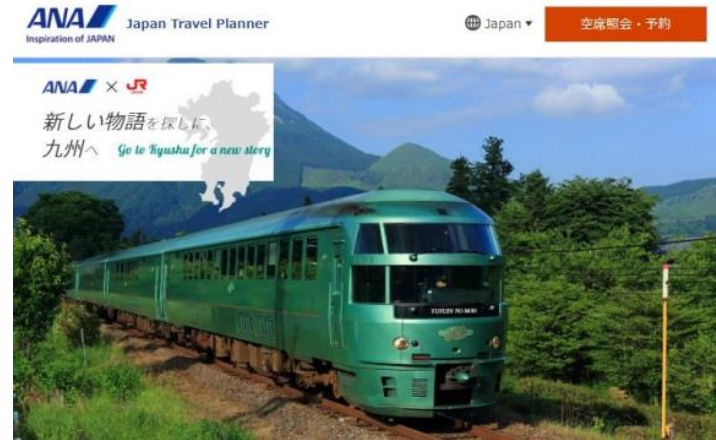 ANA Japan Travel Planner
Inspiration of JAPAN
Japan ▼
空席照会・予約
ANA × JR
新しい物語を探しに、
九州へ Go to Kyushu for a new story
YUFUIN NO MORI